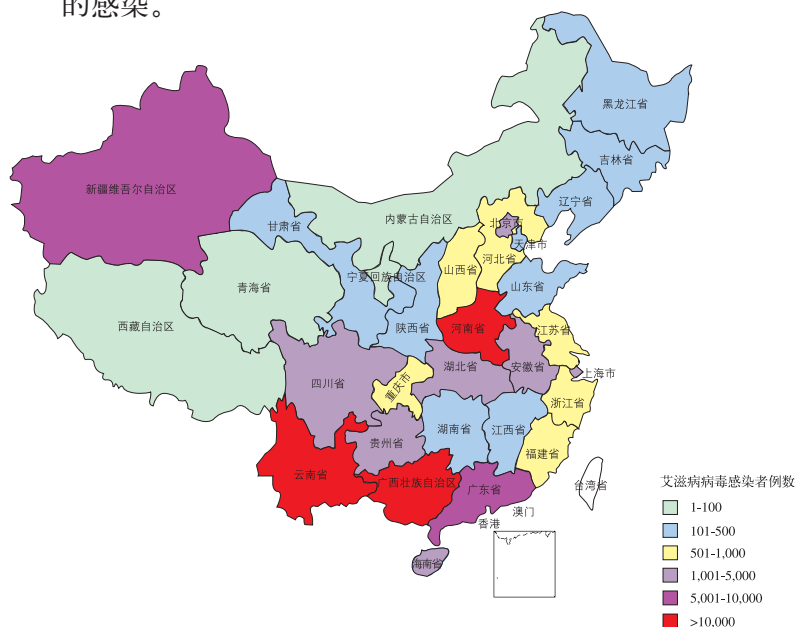 的感染。
黑龙江省
吉林省
新疆维吾尔自治区
辽宁省
内蒙古自治区
北京市
甘肃省
天津市
河北省
山西省
宁夏回族自治区
青海省
山东省
西藏自治区
陕西省
河南省
江苏省
湖北省
安徽省
上海市
四川省
重庆市
浙江省
湖南省
江西省
贵州省
福建省
云南省
广西壮族自治区
广东省
台湾省
澳门
香港
海南省
艾滋病病毒感染者例数
1-100
101-500
501-1,000
1,001-5,000
5,001-10,000
>10,000